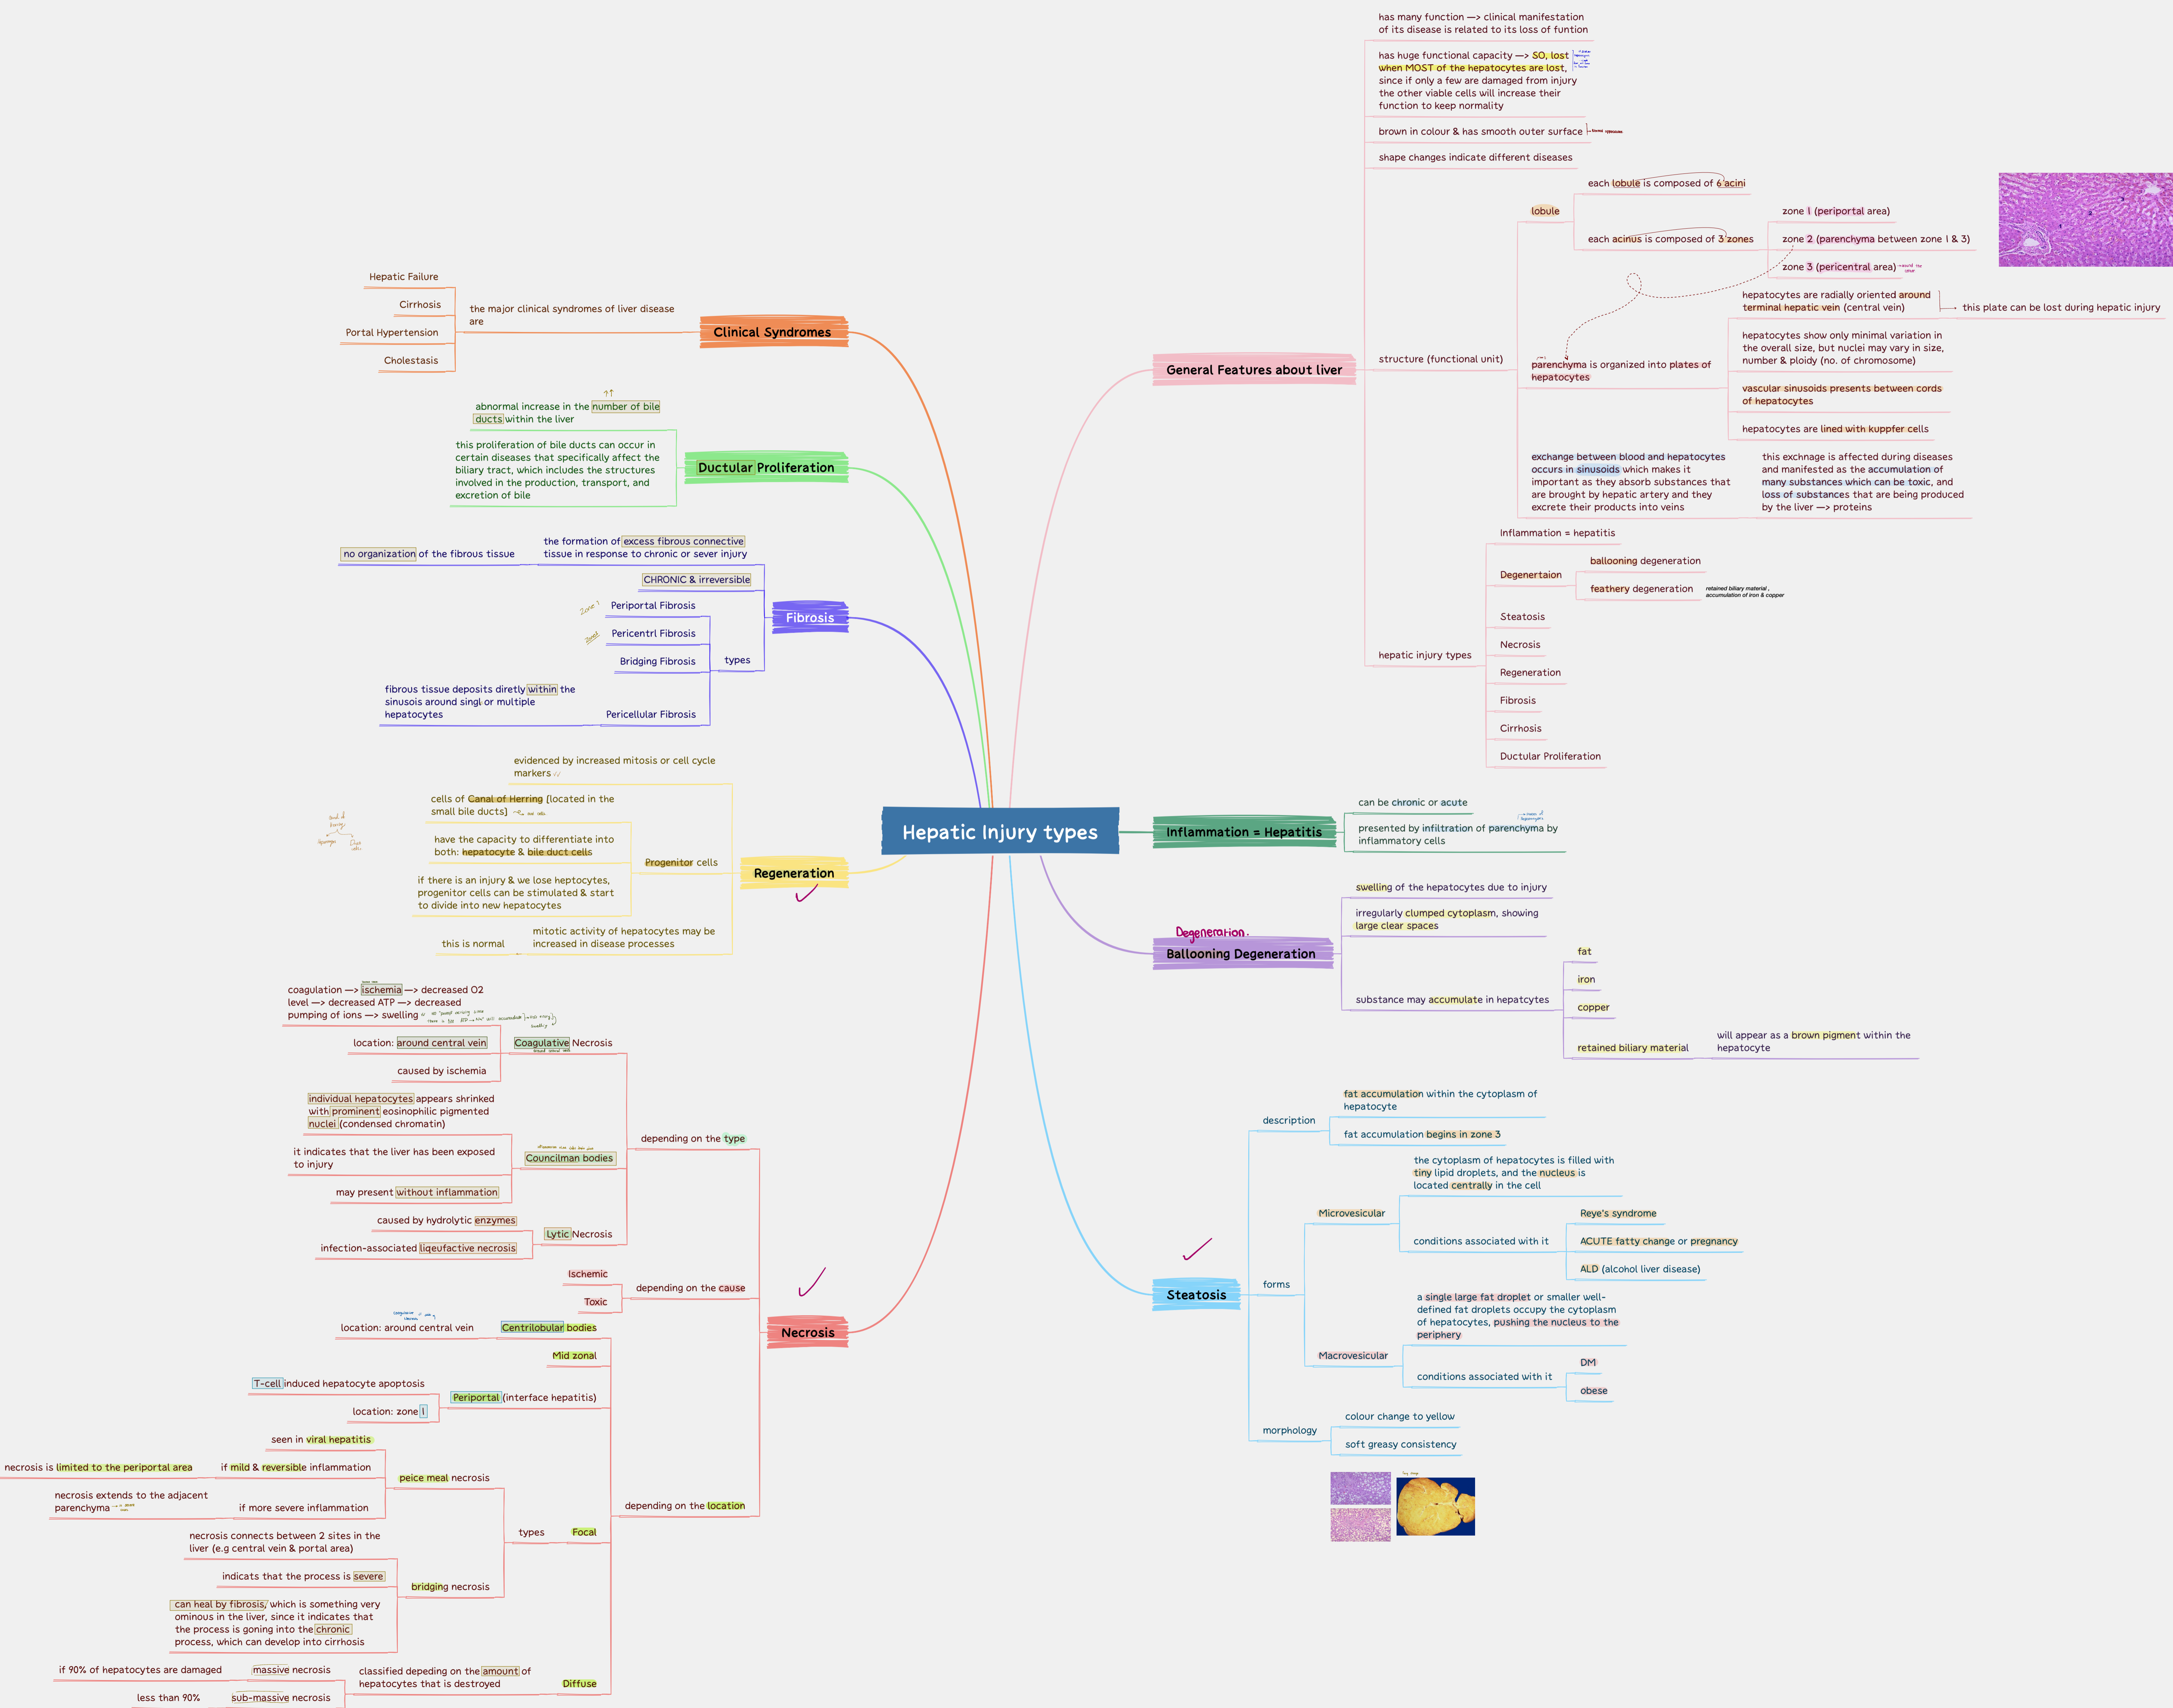 Hepatic Injury types
General Features about liver
has many function —> clinical manifestation
of its disease is related to its loss of funtion
has huge functional capacity —> SO, lost
when MOST of the hepatocytes are lost,
since if only a few are damaged from injury
the other viable cells will increase their
function to keep normality
brown in colour & has smooth outer surface
shape changes indicate different diseases
structure (functional unit)
lobule
each lobule is composed of 6 acini
each acinus is composed of 3 zones
zone 1 (periportal area)
zone 2 (parenchyma between zone 1 & 3)
zone 3 (pericentral area)
parenchyma is organized into plates of
hepatocytes
hepatocytes are radially oriented around
terminal hepatic vein (central vein)
this plate can be lost during hepatic injury
hepatocytes show only minimal variation in
the overall size, but nuclei may vary in size,
number & ploidy (no. of chromosome)
vascular sinusoids presents between cords
of hepatocytes
hepatocytes are lined with kuppfer cells
exchange between blood and hepatocytes
occurs in sinusoids which makes it
important as they absorb substances that
are brought by hepatic artery and they
excrete their products into veins
this exchnage is affected during diseases
and manifested as the accumulation of
many substances which can be toxic, and
loss of substances that are being produced
by the liver —> proteins
hepatic injury types
Inflammation = hepatitis
Degenertaion
ballooning degeneration
feathery degeneration
retained biliary material ,
accumulation of iron & copper
Steatosis
Necrosis
Regeneration
Fibrosis
Cirrhosis
Ductular Proliferation
Inflammation = Hepatitis
can be chronic or acute
presented by infiltration of parenchyma by
inflammatory cells
Degeneration.
Ballooning Degeneration
swelling of the hepatocytes due to injury
irregularly clumped cytoplasm, showing
large clear spaces
substance may accumulate in hepatcytes
fat
iron
copper
retained biliary material
will appear as a brown pigment within the
hepatocyte
Steatosis
description
fat accumulation within the cytoplasm of
hepatocyte
fat accumulation begins in zone 3
forms
Microvesicular
the cytoplasm of hepatocytes is filled with
tiny lipid droplets, and the nucleus is
located centrally in the cell
conditions associated with it
Reye's syndrome
ACUTE fatty change or pregnancy
ALD (alcohol liver disease)
Macrovesicular
a single large fat droplet or smaller well-
defined fat droplets occupy the cytoplasm
of hepatocytes, pushing the nucleus to the
periphery
conditions associated with it
DM
obese
morphology
colour change to yellow
soft greasy consistency
Clinical Syndromes
the major clinical syndromes of liver disease
are
Hepatic Failure
Cirrhosis
Portal Hypertension
Cholestasis
Ductular Proliferation
↑↑
abnormal increase in the number of bile
ducts within the liver
this proliferation of bile ducts can occur in
certain diseases that specifically affect the
biliary tract, which includes the structures
involved in the production, transport, and
excretion of bile
Fibrosis
the formation of excess fibrous connective
tissue in response to chronic or sever injury
no organization of the fibrous tissue
CHRONIC & irreversible
types
Periportal Fibrosis
Zone 1
Pericentrl Fibrosis
Bridging Fibrosis
Pericellular Fibrosis
fibrous tissue deposits diretly within the
sinusois around singl or multiple
hepatocytes
Regeneration
evidenced by increased mitosis or cell cycle
markers
Progenitor cells
cells of Canal of Herring (located in the
small bile ducts)
have the capacity to differentiate into
both: hepatocyte & bile duct cells
if there is an injury & we lose heptocytes,
progenitor cells can be stimulated & start
to divide into new hepatocytes
mitotic activity of hepatocytes may be
increased in disease processes
this is normal
Necrosis
depending on the type
Coagulative Necrosis
coagulation —> ischemia —> decreased O2
level —> decreased ATP —> decreased
pumping of ions —> swelling
location: around central vein
caused by ischemia
Councilman bodies
individual hepatocytes appears shrinked
with prominent eosinophilic pigmented
nuclei (condensed chromatin)
it indicates that the liver has been exposed
to injury
may present without inflammation
Lytic Necrosis
caused by hydrolytic enzymes
infection-associated liqeufactive necrosis
depending on the cause
Ischemic
Toxic
depending on the location
Centrilobular bodies
location: around central vein
Mid zonal
Periportal (interface hepatitis)
T-cell induced hepatocyte apoptosis
location: zone 1
Focal
types
peice meal necrosis
seen in viral hepatitis
if mild & reversible inflammation
necrosis is limited to the periportal area
if more severe inflammation
necrosis extends to the adjacent
parenchyma
bridging necrosis
necrosis connects between 2 sites in the
liver (e.g central vein & portal area)
indicats that the process is severe
can heal by fibrosis, which is something very
ominous in the liver, since it indicates that
the process is goning into the chronic
process, which can develop into cirrhosis
Diffuse
classified depeding on the amount of
hepatocytes that is destroyed
massive necrosis
if 90% of hepatocytes are damaged
sub-massive necrosis
less than 90%